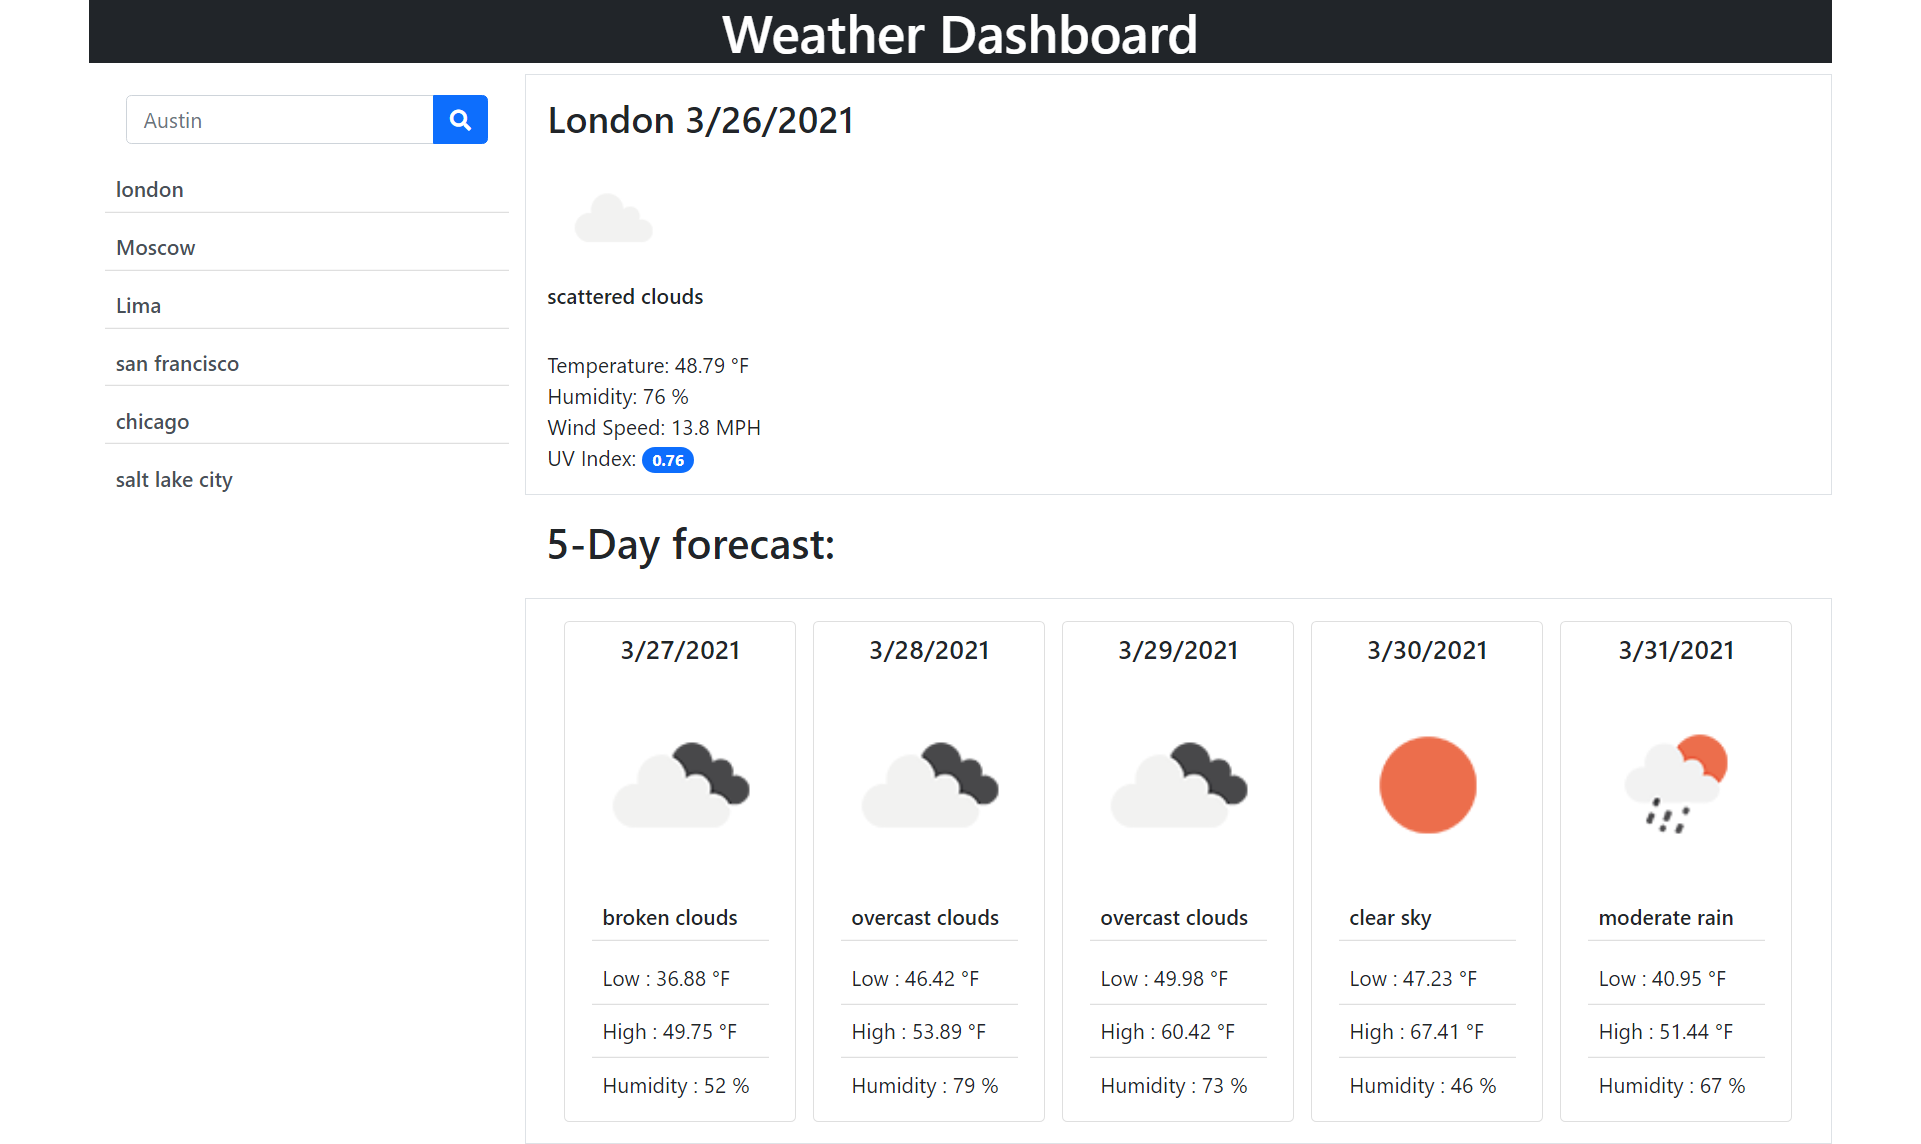 Weather Dashboard
Austin
london
Moscow
Lima
san francisco
chicago
salt lake city
London 3/26/2021
scattered clouds
Temperature: 48.79 °F
Humidity: 76 %
Wind Speed: 13.8 MPH
UV Index: 0.76
5-Day forecast:
3/27/2021
broken clouds
Low : 36.88 °F
High : 49.75 °F
Humidity : 52 %
3/28/2021
overcast clouds
Low : 46.42 °F
High : 53.89 °F
Humidity : 79 %
3/29/2021
overcast clouds
Low : 49.98 °F
High : 60.42 °F
Humidity : 73 %
3/30/2021
clear sky
Low : 47.23 °F
High : 67.41 °F
Humidity : 46 %
3/31/2021
moderate rain
Low : 40.95 °F
High : 51.44 °F
Humidity : 67 %